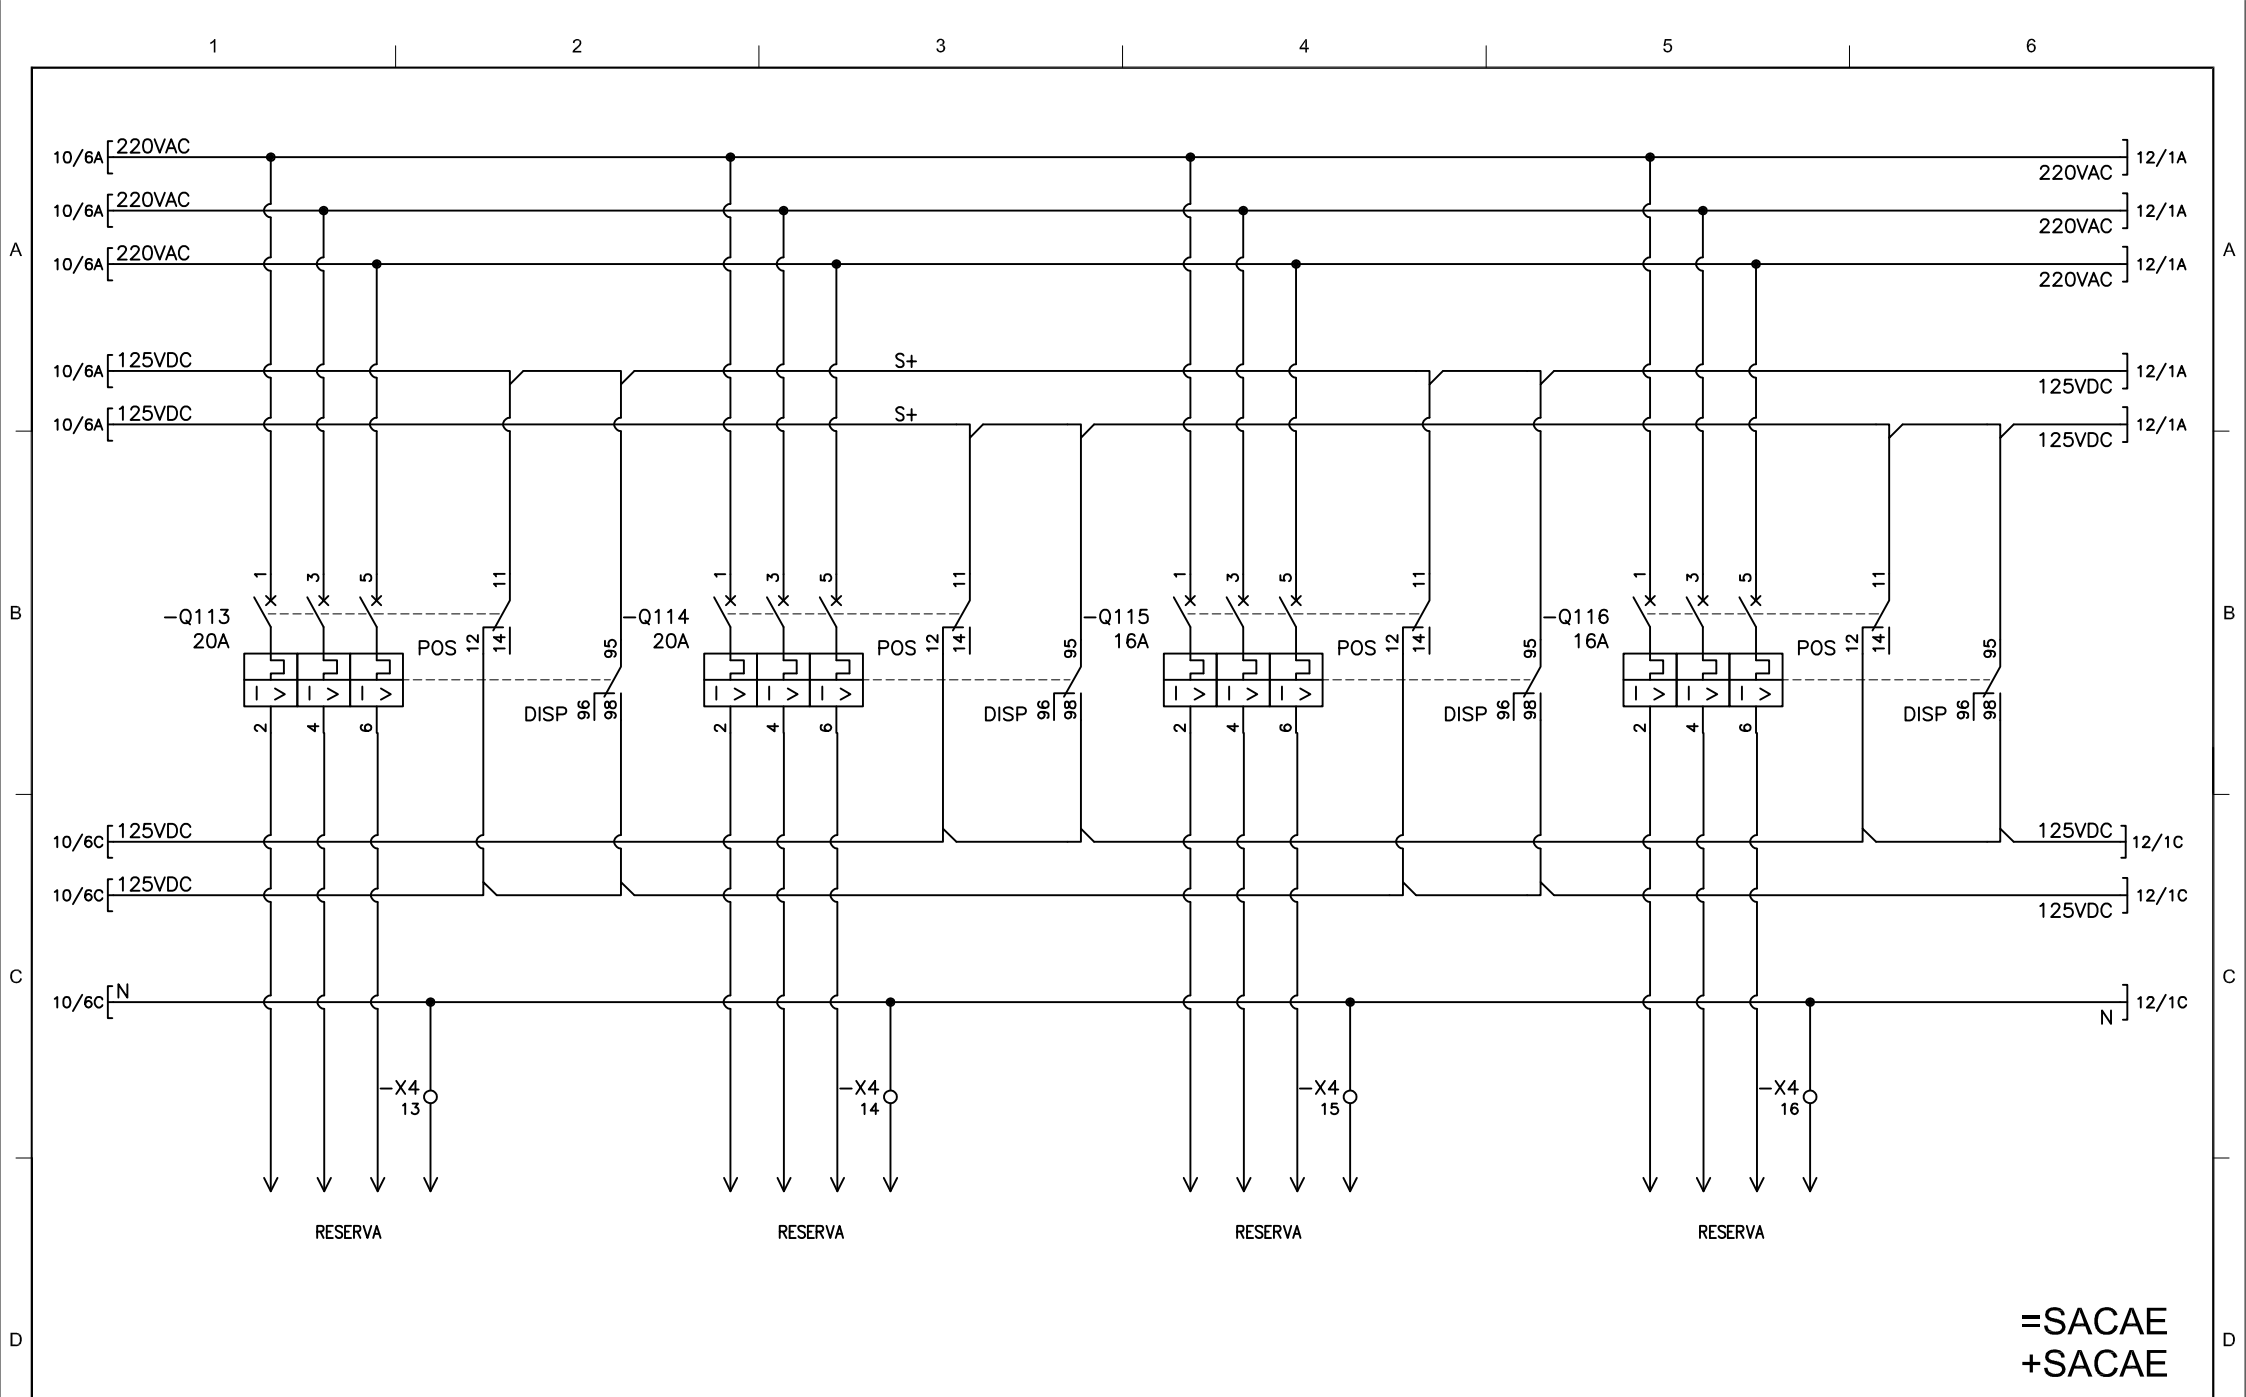 1 2 3 4 5 6
220VAC
10/6A 12/1A
220VAC
220VAC
10/6A 12/1A
220VAC
A A
220VAC
10/6A 12/1A
220VAC
125VDC S+
10/6A 12/1A
125VDC
125VDC S+
10/6A 12/1A
125VDC
1 3 5 11 1 3 5 11 1 3 5 11 1 3 5 11
B B
-Q113 -Q114 -Q115 -Q116
20A 20A 16A 16A
POS 12 14 95 POS 12 14 95 POS 12 14 95 POS 12 14 95
I > I > I > I > I > I > I > I > I > I > I > I >
DISP 96 98 DISP 96 98 DISP 96 98 DISP 96 98
2 4 6 2 4 6 2 4 6 2 4 6
125VDC 125VDC
10/6C 12/1C
125VDC
10/6C 12/1C
125VDC
C C
N
10/6C 12/1C
N
-X4 -X4 -X4 -X4
13 14 15 16
RESERVA RESERVA RESERVA RESERVA
=SACAE
D D
+SACAE